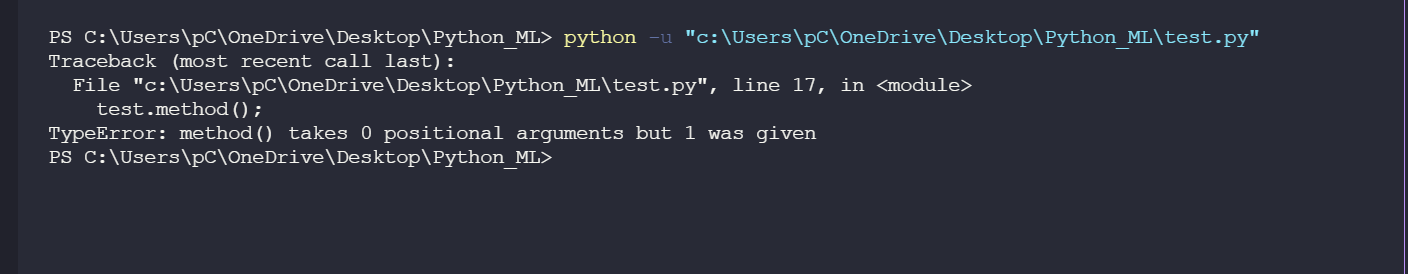 PS C:\Users\pC\OneDrive\Desktop\Python_ML> python -u "c:\Users\pC\OneDrive\Desktop\Python_ML\test.py"
Traceback (most recent call last):
  File "c:\Users\pC\OneDrive\Desktop\Python_ML\test.py", line 17, in <module>
    test.method();
TypeError: method() takes 0 positional arguments but 1 was given
PS C:\Users\pC\OneDrive\Desktop\Python_ML>